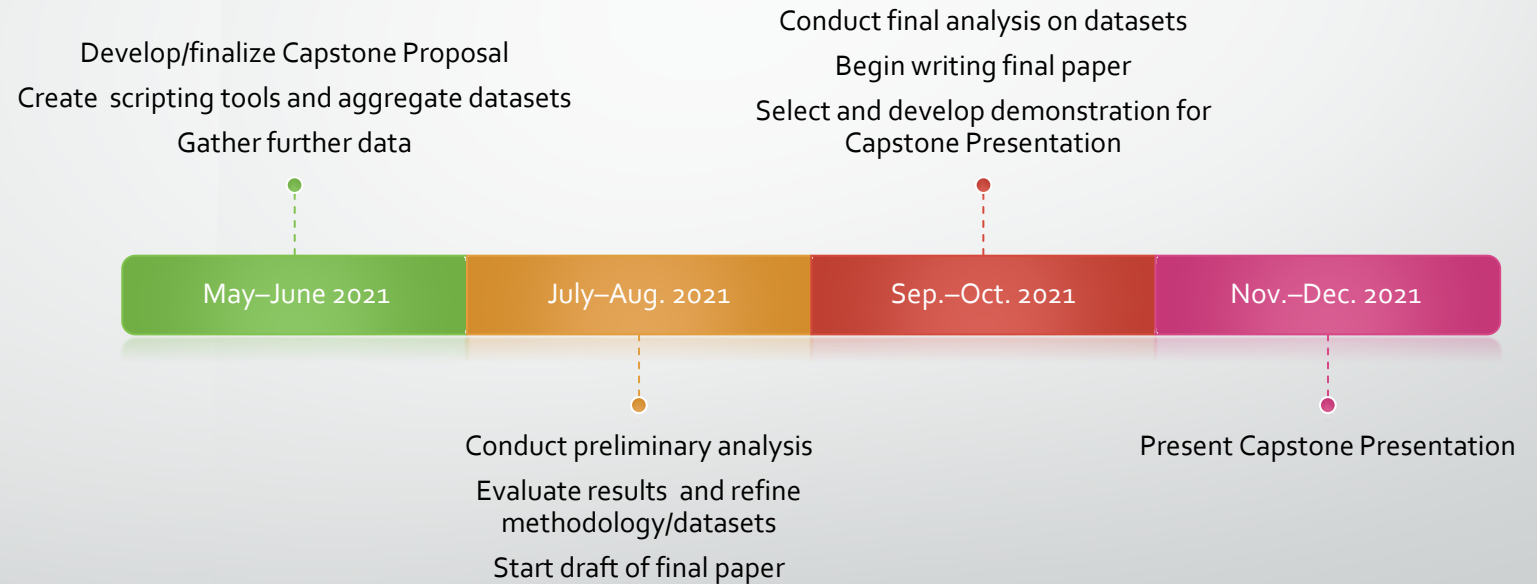 Develop/finalize Capstone Proposal
Create scripting tools and aggregate datasets
Gather further data
Conduct final analysis on datasets
Begin writing final paper
Select and develop demonstration for
Capstone Presentation
May–June 2021
July–Aug. 2021
Sep.–Oct. 2021
Nov.–Dec. 2021
Conduct preliminary analysis
Evaluate results and refine
methodology/datasets
Start draft of final paper
Present Capstone Presentation